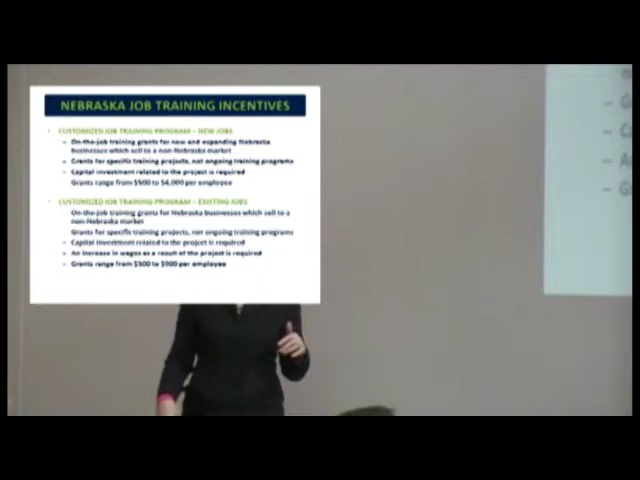 NEBRASKA JOB TRAINING INCENTIVES
CUSTOMIZED JOB TRAINING PROGRAM – NEW JOBS
On-the-job training grants for new and expanding Nebraska
businesses which sell to a non-Nebraska market
Grants for specific training projects, not ongoing training programs
Capital investment related to the project is required
Grants range from $500 to $4,000 per employee
CUSTOMIZED JOB TRAINING PROGRAM – EXISTING JOBS
On-the-job training grants for Nebraska businesses which sell to a
non-Nebraska market
Grants for specific training projects, not ongoing training programs
Capital investment related to the project is required
An increase in wages as a result of the project is required
Grants range from $500 to $900 per employee